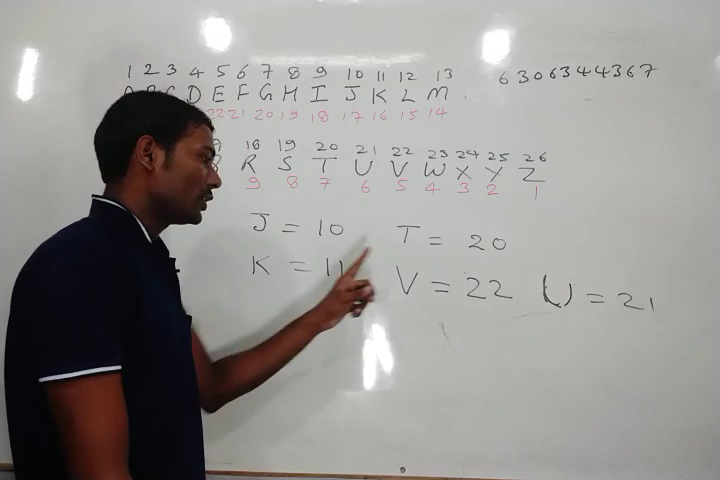 1 2 3 4 5 6 7 8 9 10 11 12 13
6306344367
D E F G H I J K L M .
21 20 19 18 17 16 15 14
18 19 20 21 22 23 24 25 26
R S T U V W X Y Z
9 8 7 6 5 4 3 2 1
J = 10 T = 20
K = 11 V = 22 U = 21